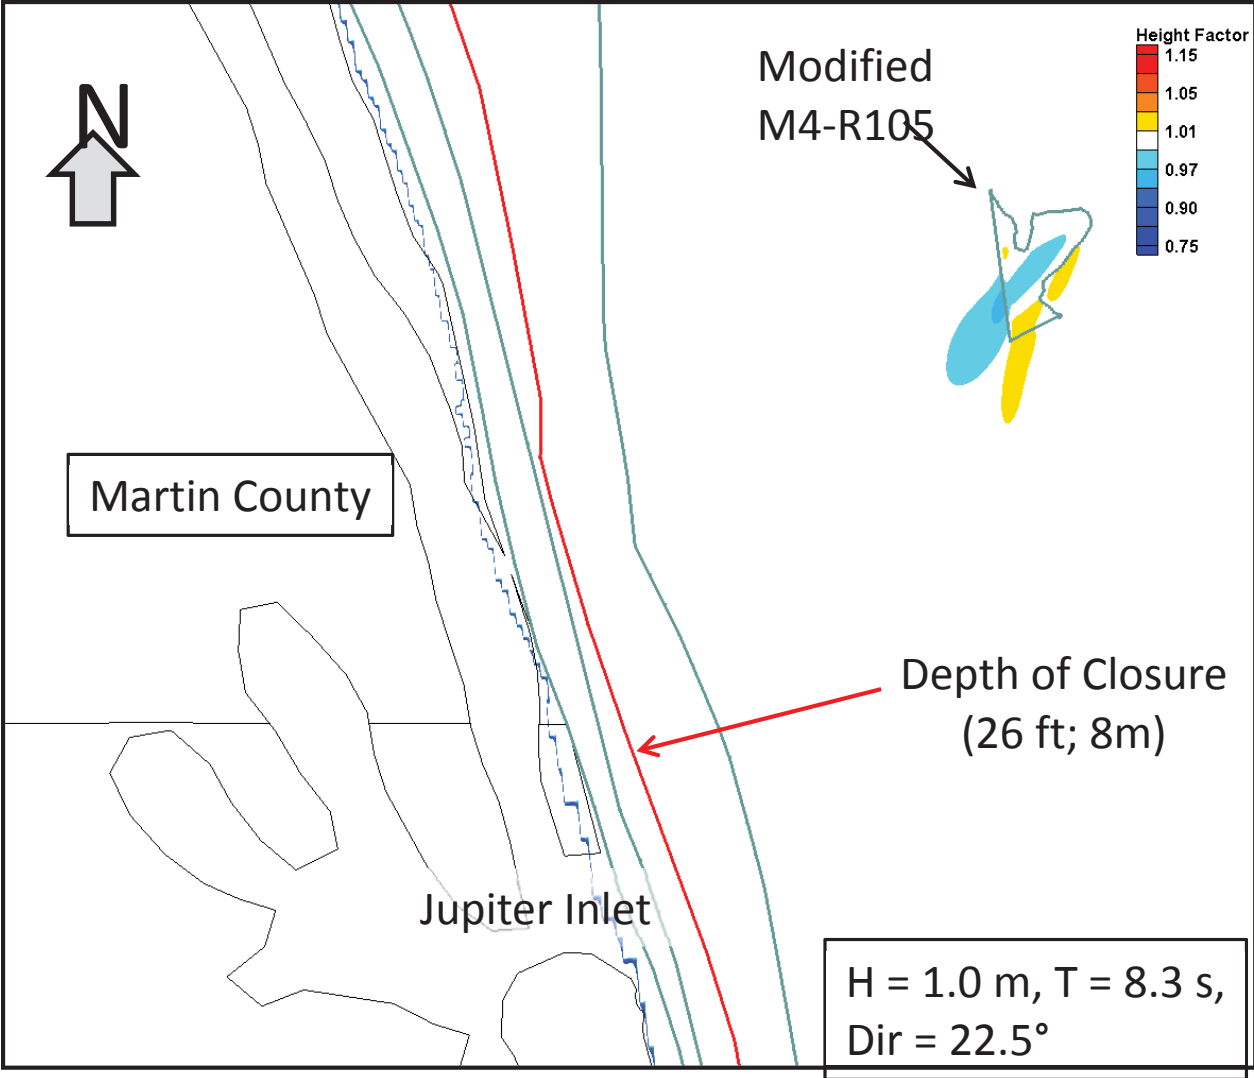 Height Factor
1.15
1.05
1.01
0.97
0.90
0.75
Modified
M4-R105
N
Martin County
Depth of Closure
(26 ft; 8m)
Jupiter Inlet
H = 1.0 m, T = 8.3 s,
Dir = 22.5°